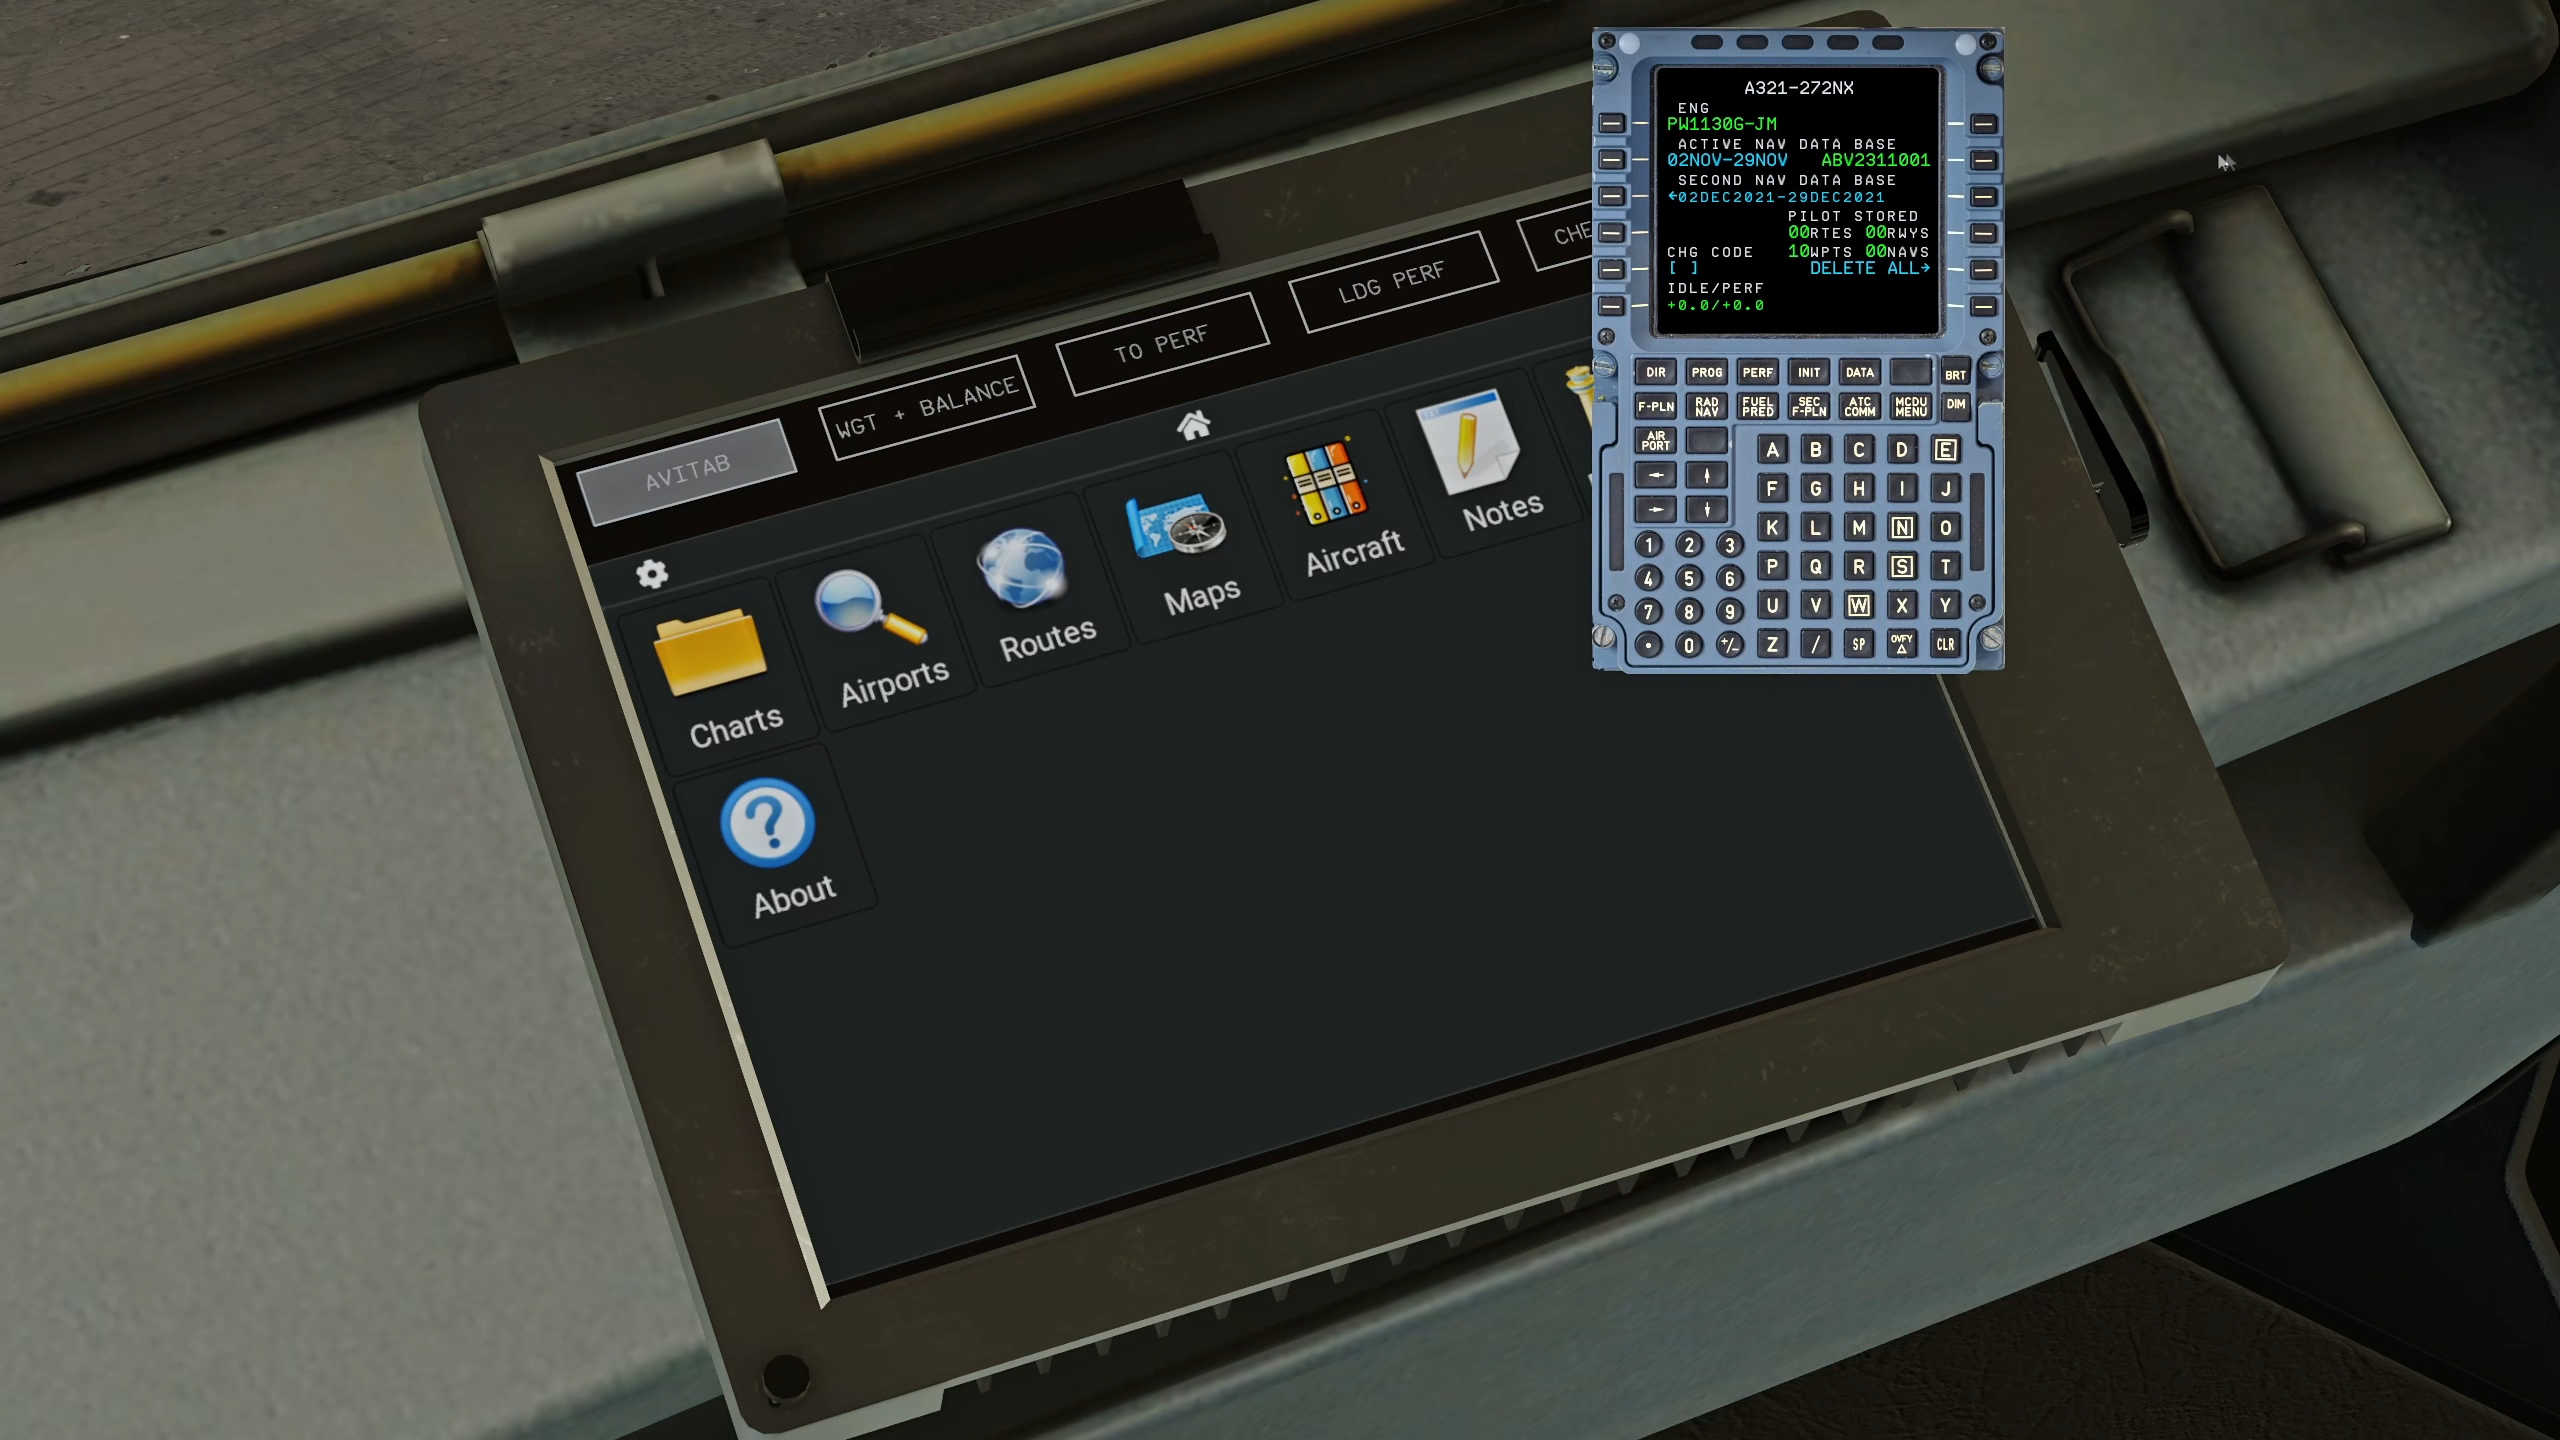 AVITAB
WGT + BALANCE
TO PERF
LDG PERF
CHE
Charts
Airports
Routes
Maps
Aircraft
Notes
About
A321-272NX
ENG
PW1130G-JM
ACTIVE NAV DATA BASE
02NOV-29NOV ABV2311001
SECOND NAV DATA BASE
←02DEC2021-29DEC2021
PILOT STORED
00RTES 00RWYS
CHG CODE 10WPTS 00NAVS
[ ] DELETE ALL→
IDLE/PERF
+0.0/+0.0
DIR PROG PERF INIT DATA BRT
F-PLN RAD NAV FUEL PRED SEC F-PLN ATC COMM MCDU MENU DIM
AIR PORT
← ↑
→ ↓
A B C D E
F G H I J
K L M N O
P Q R S T
U V W X Y
Z / SP OVFY △ CLR
1 2 3
4 5 6
7 8 9
. 0 +/-